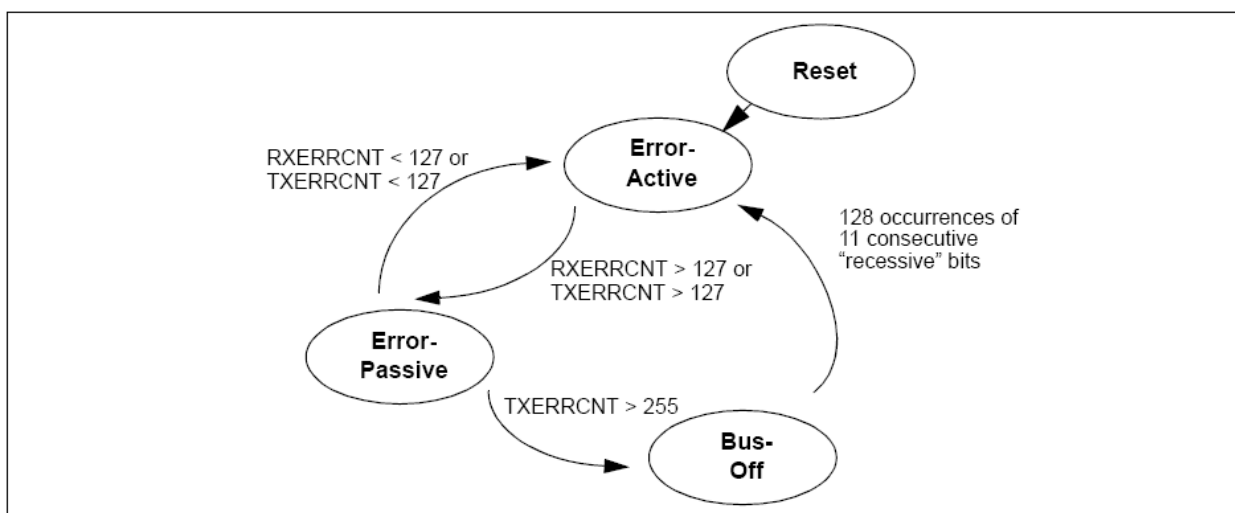 Reset
Error-
Active
RXERRCNT < 127 or
TXERRCNT < 127
128 occurrences of
11 consecutive
“recessive” bits
RXERRCNT > 127 or
TXERRCNT > 127
Error-
Passive
TXERRCNT > 255
Bus-
Off